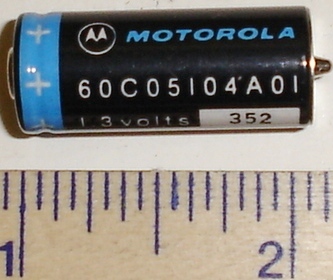 MOTOROLA
60C05104A01
1.3 volts 352
1 2